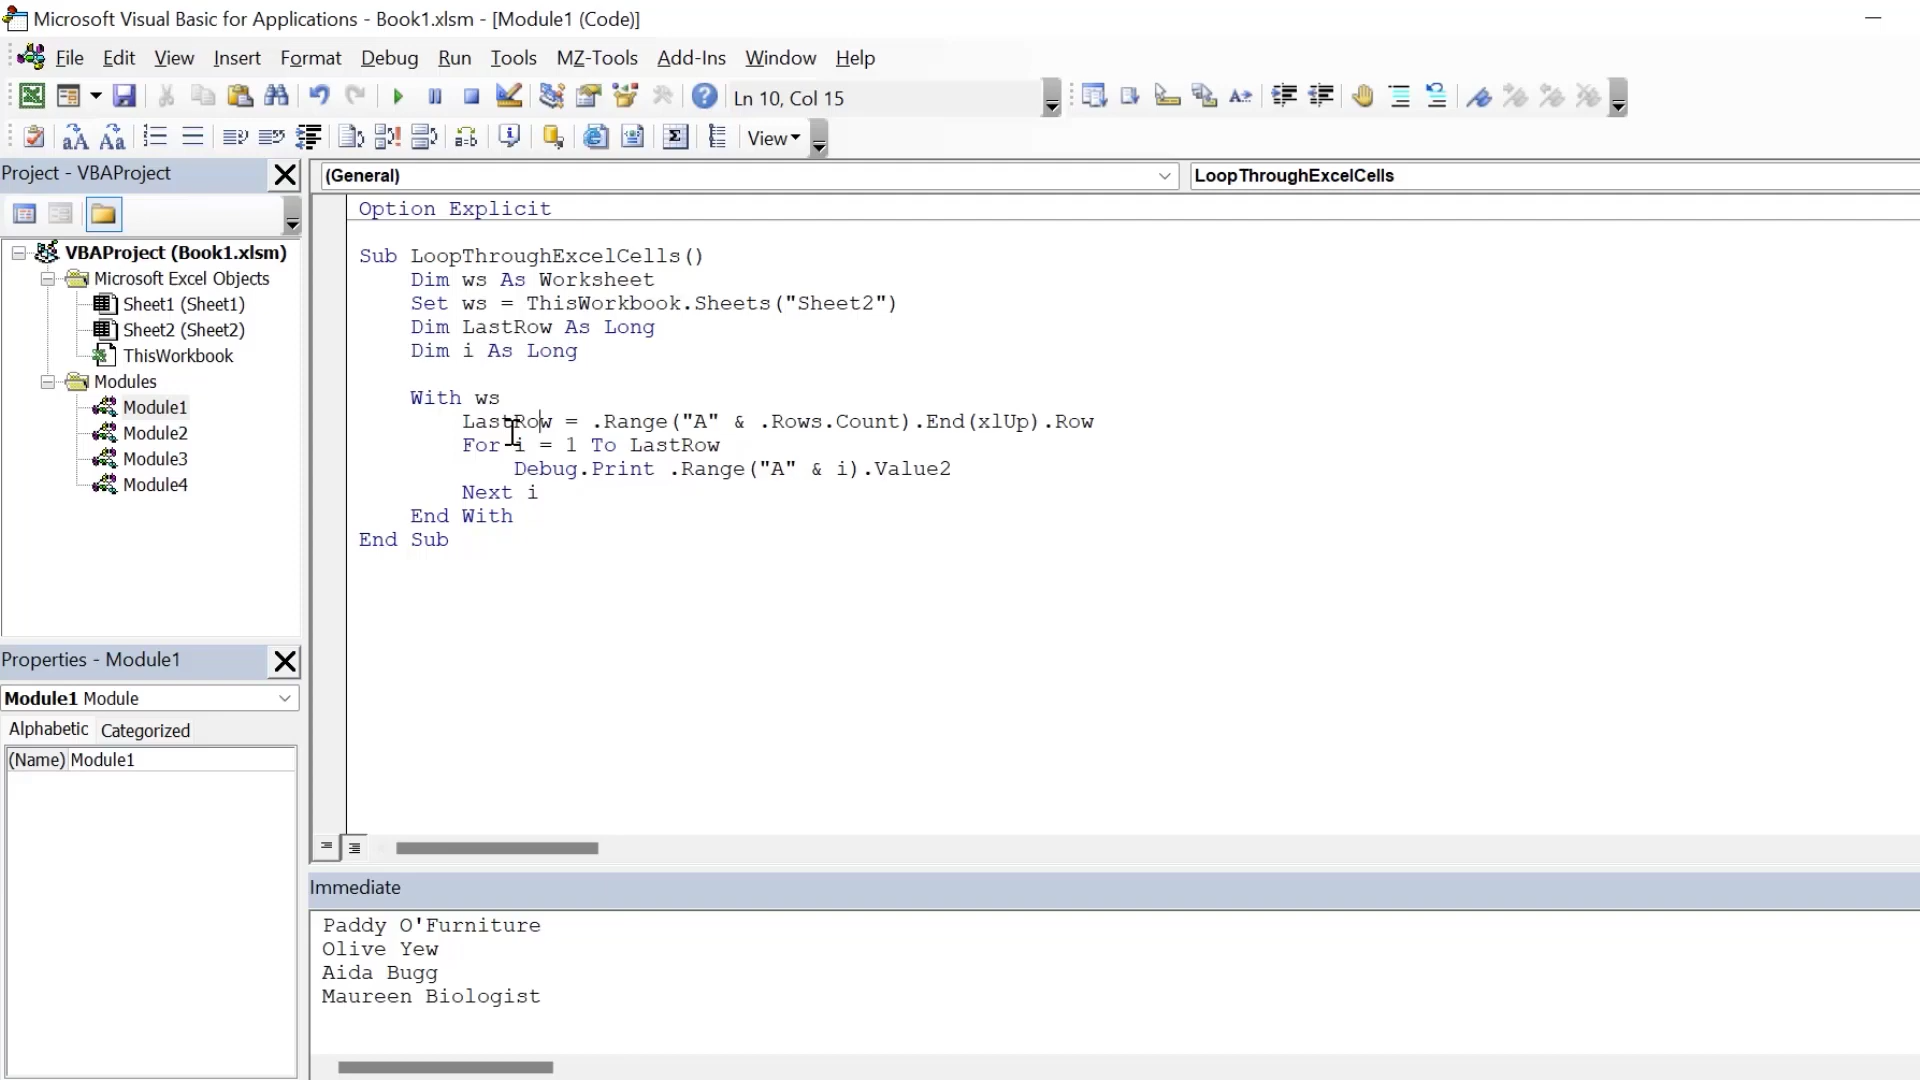 Microsoft Visual Basic for Applications - Book1.xlsm - [Module1 (Code)]
File Edit View Insert Format Debug Run Tools MZ-Tools Add-Ins Window Help
Ln 10, Col 15
View
Project - VBAProject
VBAProject (Book1.xlsm)
Microsoft Excel Objects
Sheet1 (Sheet1)
Sheet2 (Sheet2)
ThisWorkbook
Modules
Module1
Module2
Module3
Module4
Properties - Module1
Module1 Module
Alphabetic Categorized
(Name) Module1
(General) LoopThroughExcelCells
Option Explicit
Sub LoopThroughExcelCells()
Dim ws As Worksheet
Set ws = ThisWorkbook.Sheets("Sheet2")
Dim LastRow As Long
Dim i As Long
With ws
LastRow = .Range("A" & .Rows.Count).End(xlUp).Row
For i = 1 To LastRow
Debug.Print .Range("A" & i).Value2
Next i
End With
End Sub
Immediate
Paddy O'Furniture
Olive Yew
Aida Bugg
Maureen Biologist